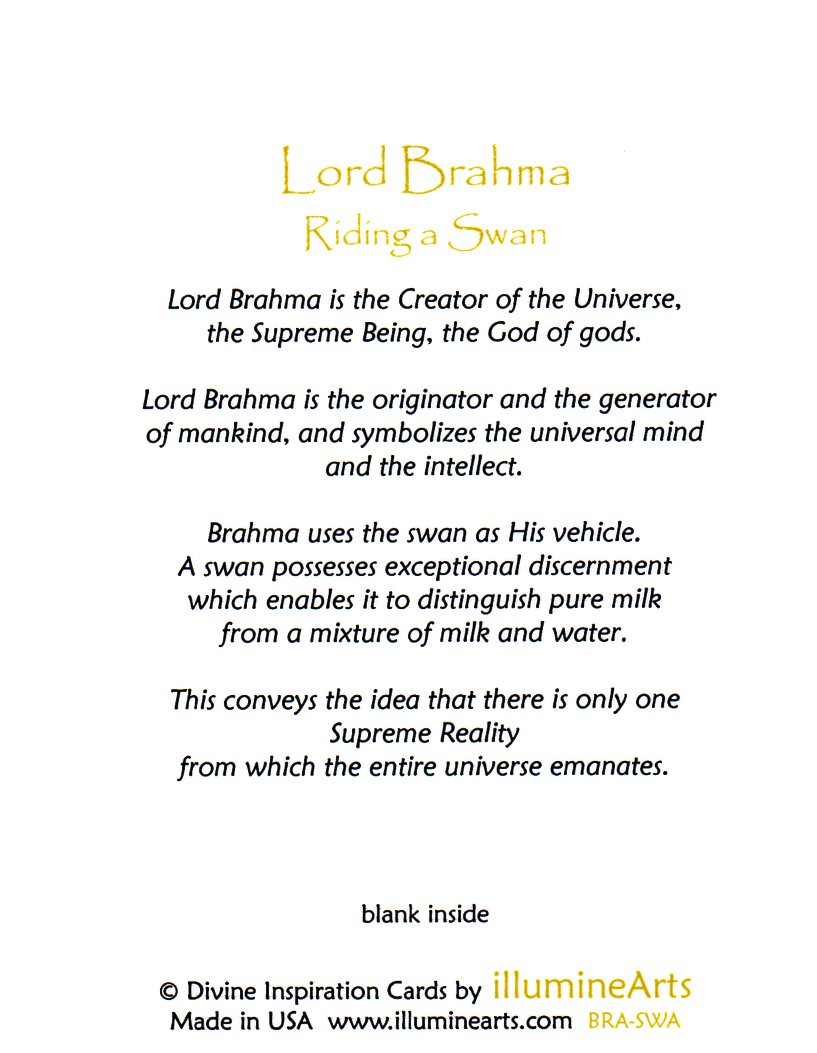 Lord Brahma
Riding a Swan
Lord Brahma is the Creator of the Universe,
the Supreme Being, the God of gods.
Lord Brahma is the originator and the generator
of mankind, and symbolizes the universal mind
and the intellect.
Brahma uses the swan as His vehicle.
A swan possesses exceptional discernment
which enables it to distinguish pure milk
from a mixture of milk and water.
This conveys the idea that there is only one
Supreme Reality
from which the entire universe emanates.
blank inside
© Divine Inspiration Cards by illumineArts
Made in USA www.illuminearts.com BRA-SWA